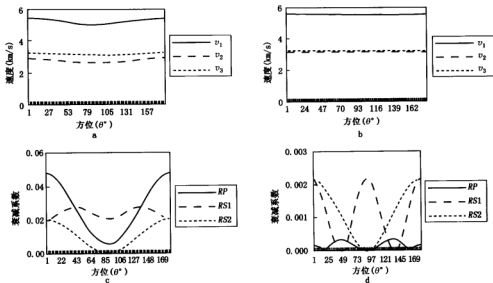 6
4
2
0
速度(km/s)
1 27 53 79 105 131 157
方位(θ°)
a
v1
v2
v3
6
4
2
0
速度(km/s)
1 24 47 70 93 116 139 162
方位(θ°)
b
v1
v2
v3
0.06
0.04
0.02
0.00
衰减系数
1 22 43 64 85 106 127 148 169
方位(θ°)
c
RP
RS1
RS2
0.003
0.002
0.001
0.000
衰减系数
1 25 49 73 97 121 145 169
方位(θ°)
d
RP
RS1
RS2